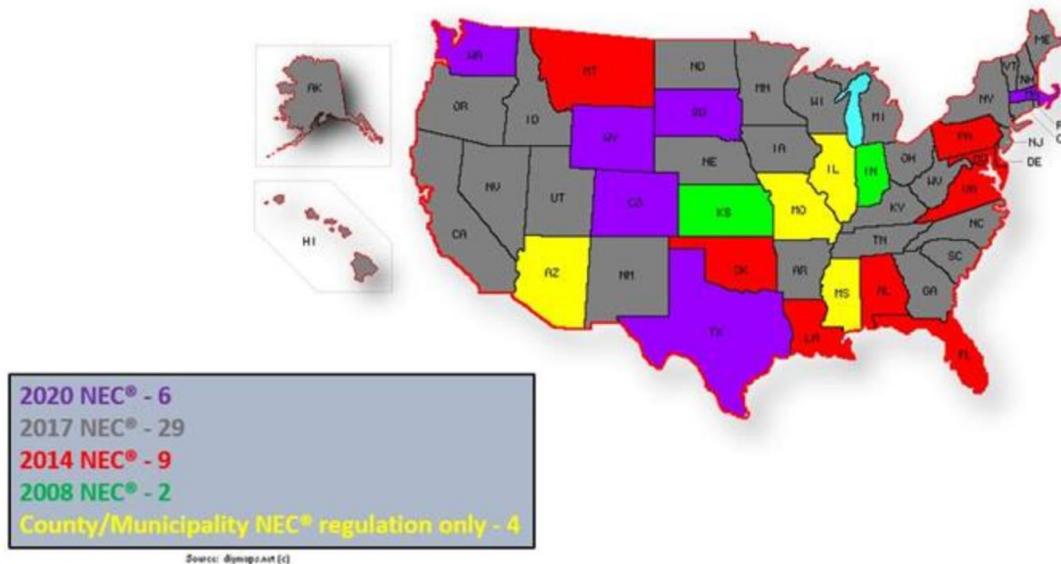 WA
MT
ND
MN
ME
VT
NH
AK
OR
ID
WY
SD
WI
MI
NY
IA
PA
NJ
DE
NE
IL
IN
OH
WV
VA
NV
UT
CO
KS
MO
KY
CA
HI
NC
TN
AZ
NM
OK
AR
SC
MS
AL
GA
TX
LA
FL
2020 NEC® - 6
2017 NEC® - 29
2014 NEC® - 9
2008 NEC® - 2
County/Municipality NEC® regulation only - 4
Source: diymaps.net (c)